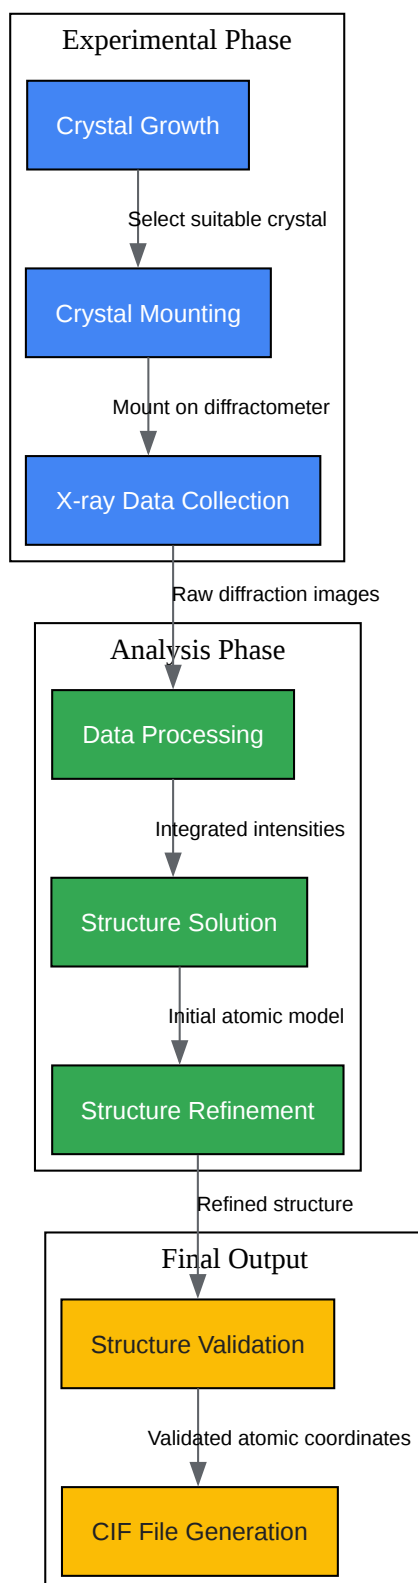 Experimental Phase
Crystal Growth
Select suitable crystal
Crystal Mounting
Mount on diffractometer
X-ray Data Collection
Raw diffraction images
Analysis Phase
Data Processing
Integrated intensities
Structure Solution
Initial atomic model
Structure Refinement
Refined structure
Final Output
Structure Validation
Validated atomic coordinates
CIF File Generation